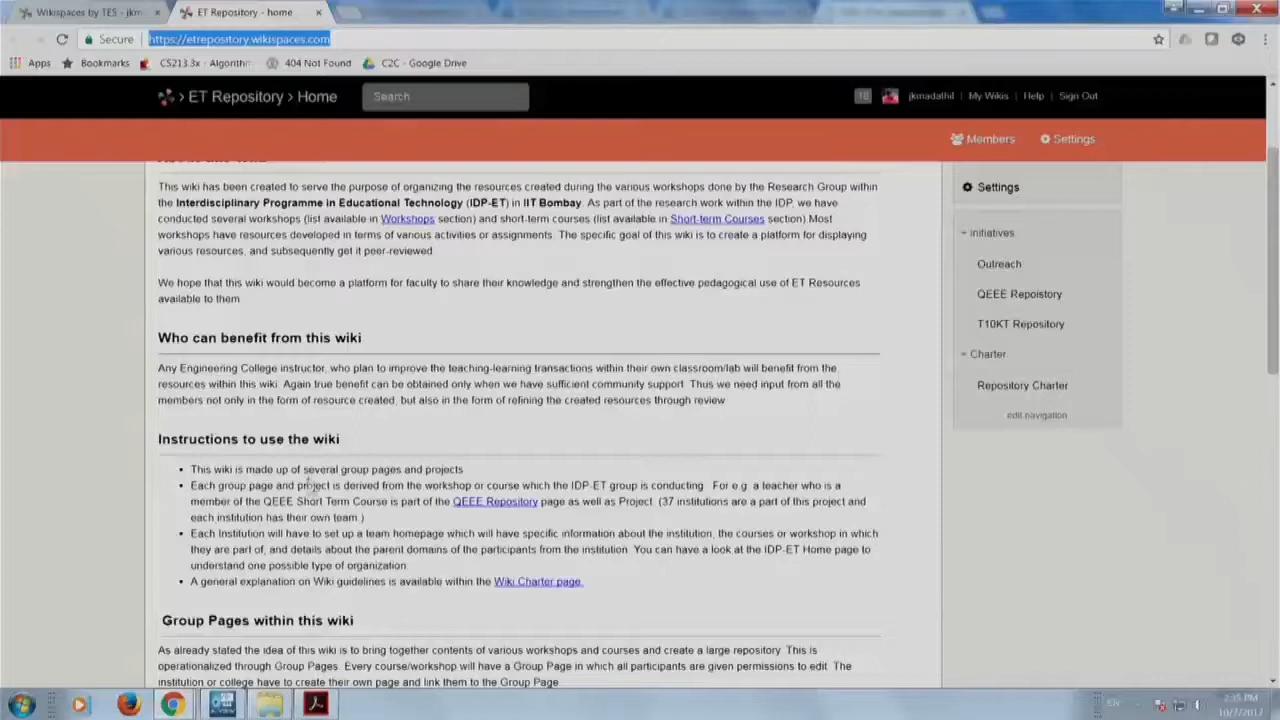 Wikispaces by TES - jkm
ET Repository - home
Secure
https://etrepository.wikispaces.com
Apps
Bookmarks
CS213.3x - Algorith
404 Not Found
C2C - Google Drive
ET Repository
Home
Search
18
jkmadathil
My Wikis
Help
Sign Out
Members
Settings
This wiki has been created to serve the purpose of organizing the resources created during the various workshops done by the Research Group within
the Interdisciplinary Programme in Educational Technology (IDP-ET) in IIT Bombay. As part of the research work within the IDP, we have
conducted several workshops (list available in Workshops section) and short-term courses (list available in Short-term Courses section).Most
workshops have resources developed in terms of various activities or assignments. The specific goal of this wiki is to create a platform for displaying
various resources, and subsequently get it peer-reviewed.
We hope that this wiki would become a platform for faculty to share their knowledge and strengthen the effective pedagogical use of ET Resources
available to them
Who can benefit from this wiki
Any Engineering College instructor, who plan to improve the teaching-learning transactions within their own classroom/lab will benefit from the
resources within this wiki. Again true benefit can be obtained only when we have sufficient community support. Thus we need input from all the
members not only in the form of resource created, but also in the form of refining the created resources through review
Instructions to use the wiki
This wiki is made up of several group pages and projects
Each group page and project is derived from the workshop or course which the IDP-ET group is conducting. For e.g. a teacher who is a
member of the QEEE Short Term Course is part of the QEEE Repository page as well as Project. (37 institutions are a part of this project and
each institution has their own team.)
Each Institution will have to set up a team homepage which will have specific information about the institution, the courses or workshop in which
they are part of, and details about the parent domains of the participants from the institution. You can have a look at the IDP-ET Home page to
understand one possible type of organization
A general explanation on Wiki guidelines is available within the Wiki Charter page.
Group Pages within this wiki
As already stated the idea of this wiki is to bring together contents of various workshops and courses and create a large repository. This is
operationalized through Group Pages. Every course/workshop will have a Group Page in which all participants are given permissions to edit. The
institution or college have to create their own page and link them to the Group Page
Settings
Initiatives
Outreach
QEEE Repoistory
T10KT Repository
Charter
Repository Charter
edit navigation
EN
2:35 PM
10/7/2017